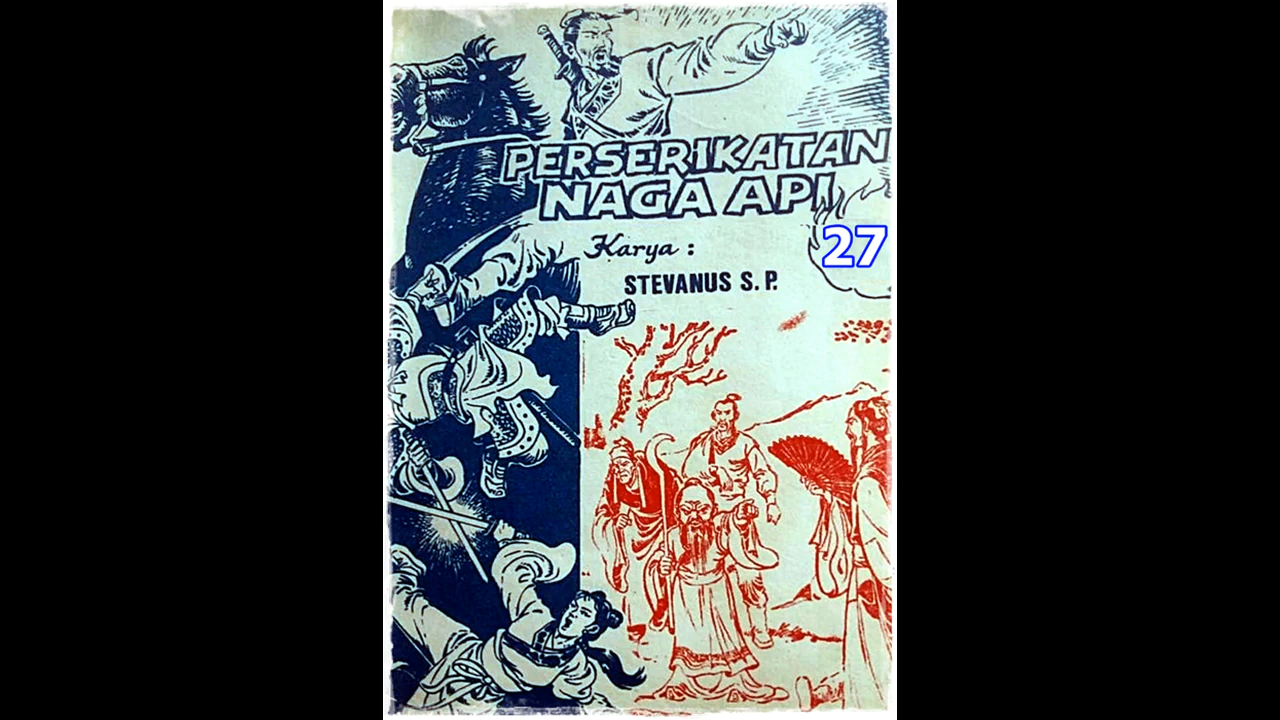 PERSERIKATAN
NAGA API
27
Karya :
STEVANUS S. P.